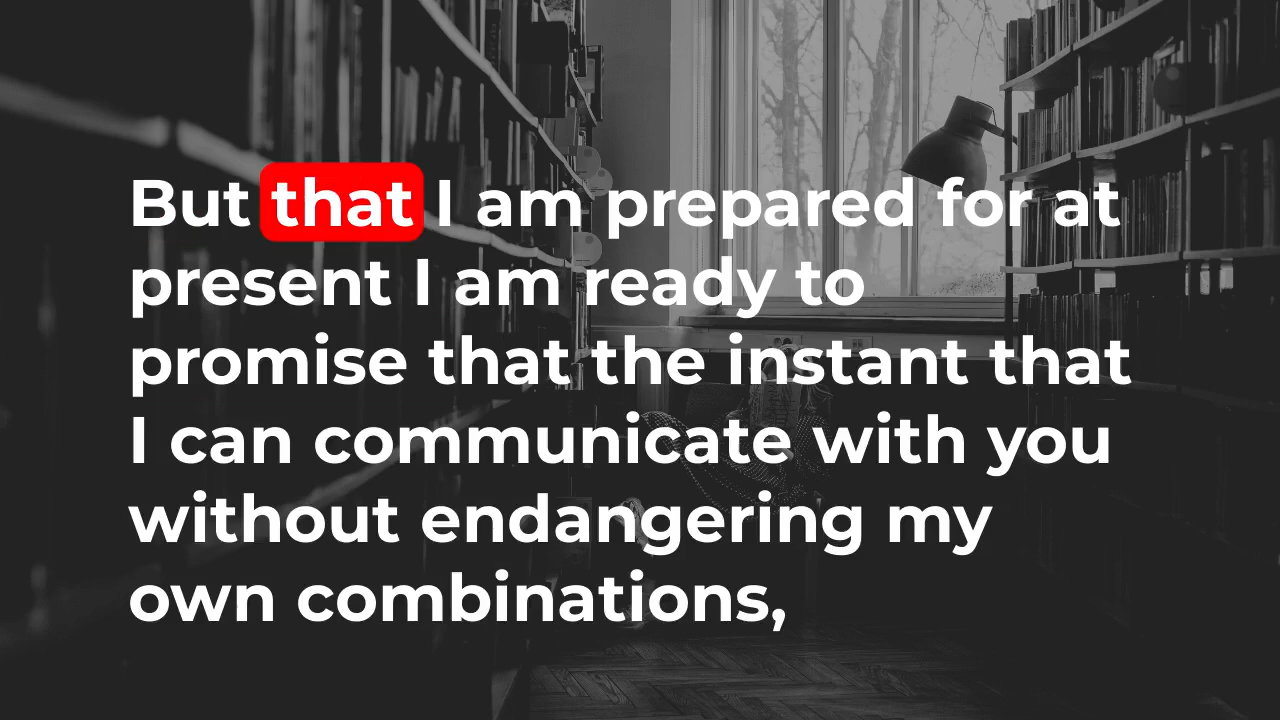 But that I am prepared for at
present I am ready to
promise that the instant that
I can communicate with you
without endangering my
own combinations,